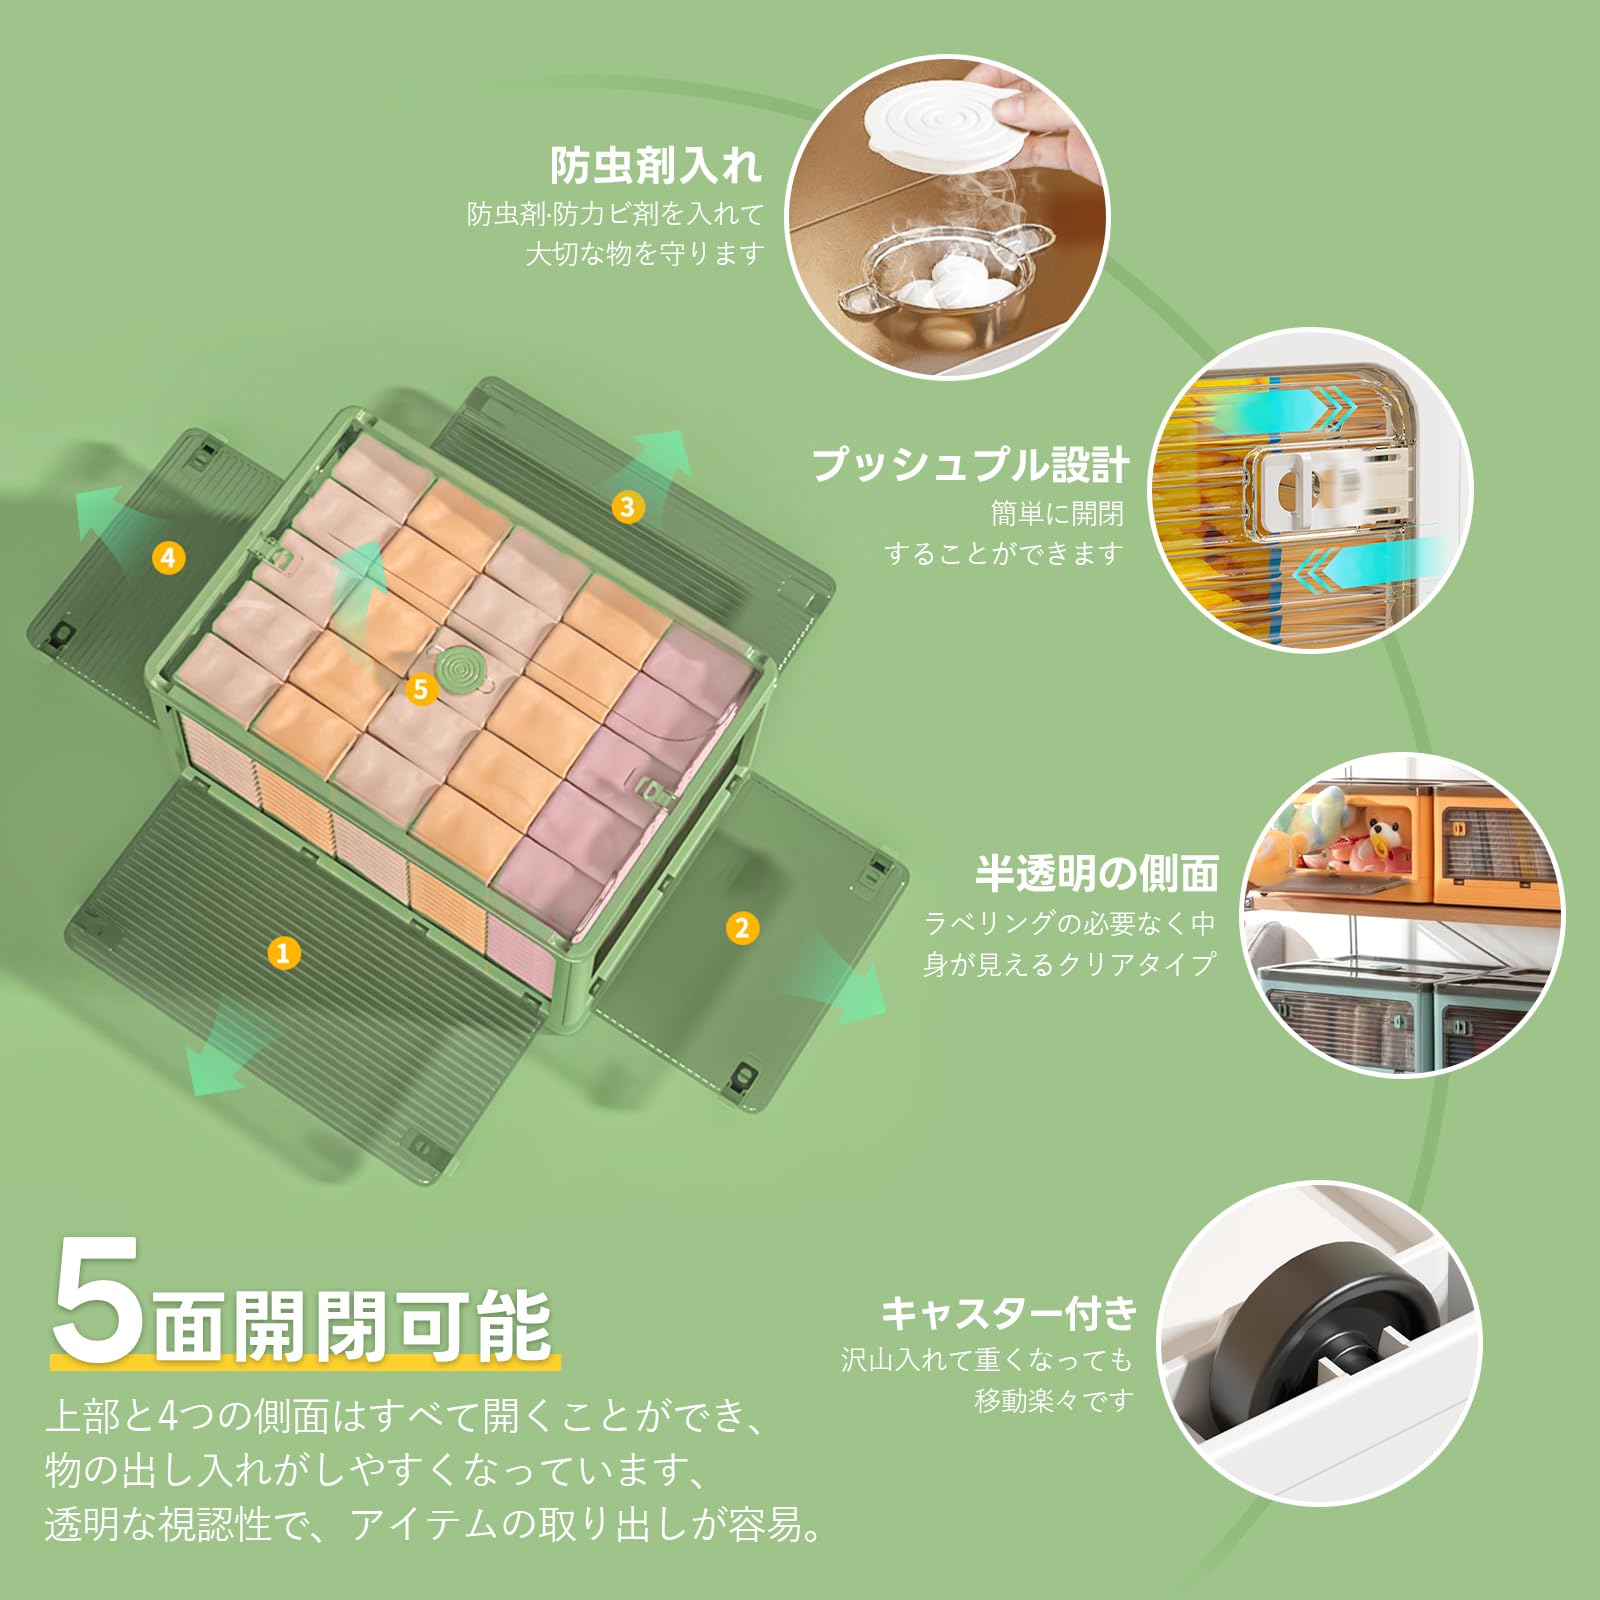 防虫剤入れ
防虫剤·防カビ剤を入れて
大切な物を守ります
プッシュプル設計
簡単に開閉
することができます
3
4
5
半透明の側面
ラベリングの必要なく中
身が見えるクリアタイプ
2
1
キャスター付き
沢山入れて重くなっても
移動楽々です
5面開閉可能
上部と4つの側面はすべて開くことができ、
物の出し入れがしやすくなっています、
透明な視認性で、アイテムの取り出しが容易。